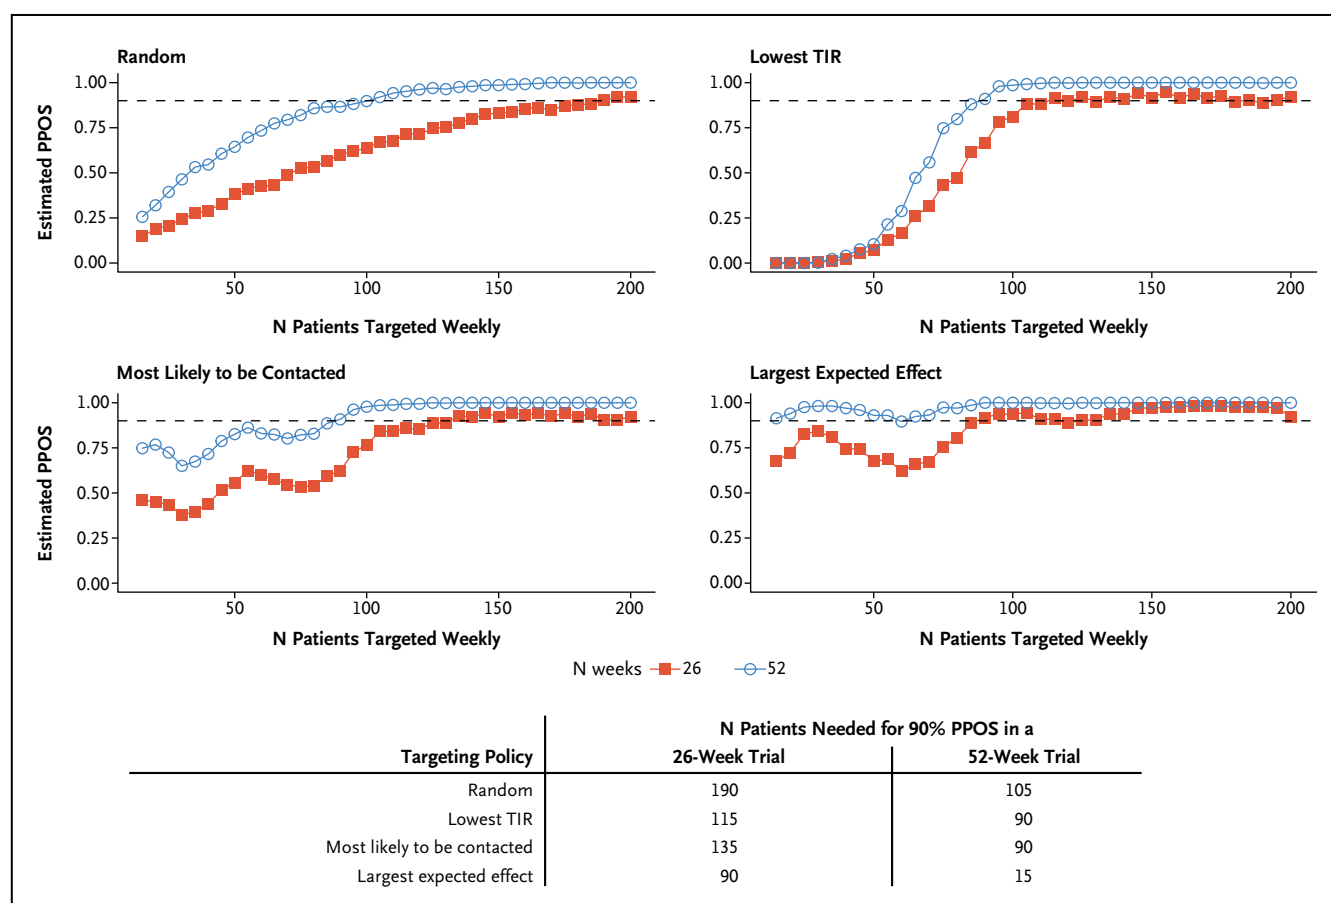 Random
Lowest TIR
Estimated PPOS
1.00
0.75
0.50
0.25
0.00
50 100 150 200
N Patients Targeted Weekly
1.00
0.75
0.50
0.25
0.00
50 100 150 200
N Patients Targeted Weekly
Most Likely to be Contacted
Largest Expected Effect
Estimated PPOS
1.00
0.75
0.50
0.25
0.00
50 100 150 200
N Patients Targeted Weekly
1.00
0.75
0.50
0.25
0.00
50 100 150 200
N Patients Targeted Weekly
N weeks 26 52
N Patients Needed for 90% PPOS in a
Targeting Policy 26-Week Trial 52-Week Trial
Random 190 105
Lowest TIR 115 90
Most likely to be contacted 135 90
Largest expected effect 90 15